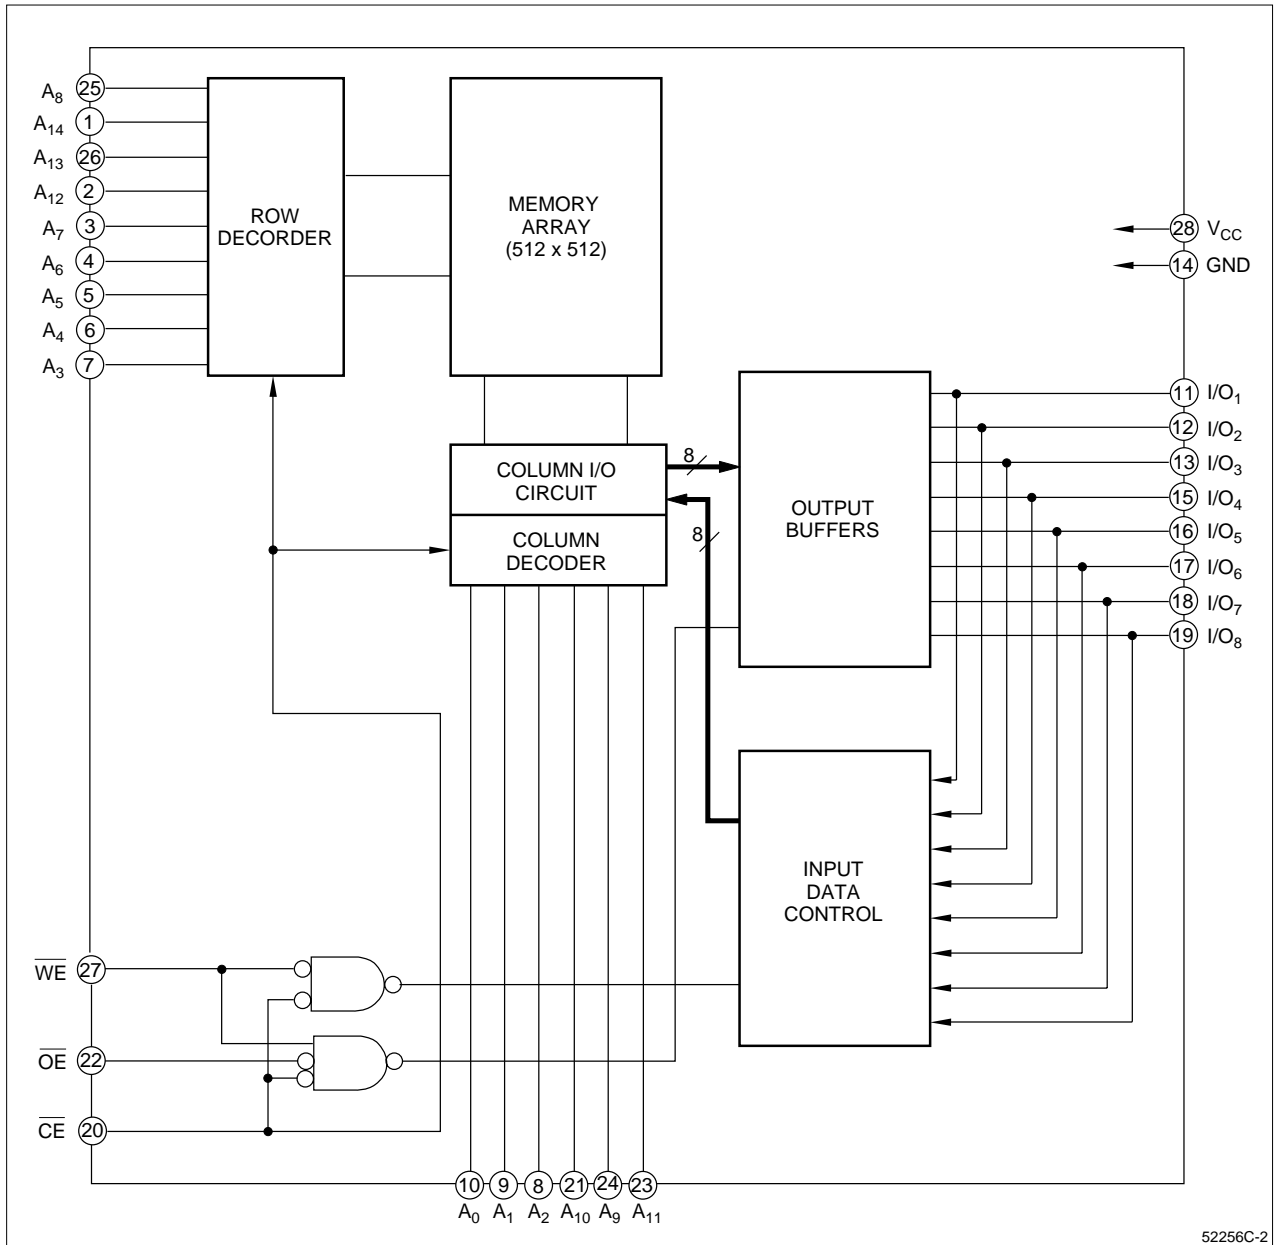 A8 25
A14 1
A13 26
A12 2
A7 3
A6 4
A5 5
A4 6
A3 7
ROW
DECORDER
MEMORY
ARRAY
(512 x 512)
28 VCC
14 GND
COLUMN I/O
CIRCUIT
COLUMN
DECODER
8
8
OUTPUT
BUFFERS
11 I/O1
12 I/O2
13 I/O3
15 I/O4
16 I/O5
17 I/O6
18 I/O7
19 I/O8
INPUT
DATA
CONTROL
W̅E̅ 27
O̅E̅ 22
C̅E̅ 20
10 9 8 21 24 23
A0 A1 A2 A10 A9 A11
52256C-2